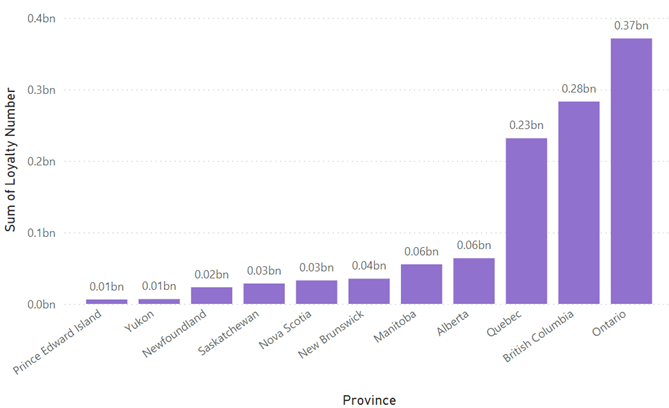 0.4bn
0.3bn
0.2bn
0.1bn
0.0bn
Sum of Loyalty Number
0.01bn
0.01bn
0.02bn
0.03bn
0.03bn
0.04bn
0.06bn
0.06bn
0.23bn
0.28bn
0.37bn
Prince Edward Island
Yukon
Newfoundland
Saskatchewan
Nova Scotia
New Brunswick
Manitoba
Alberta
Quebec
British Columbia
Ontario
Province